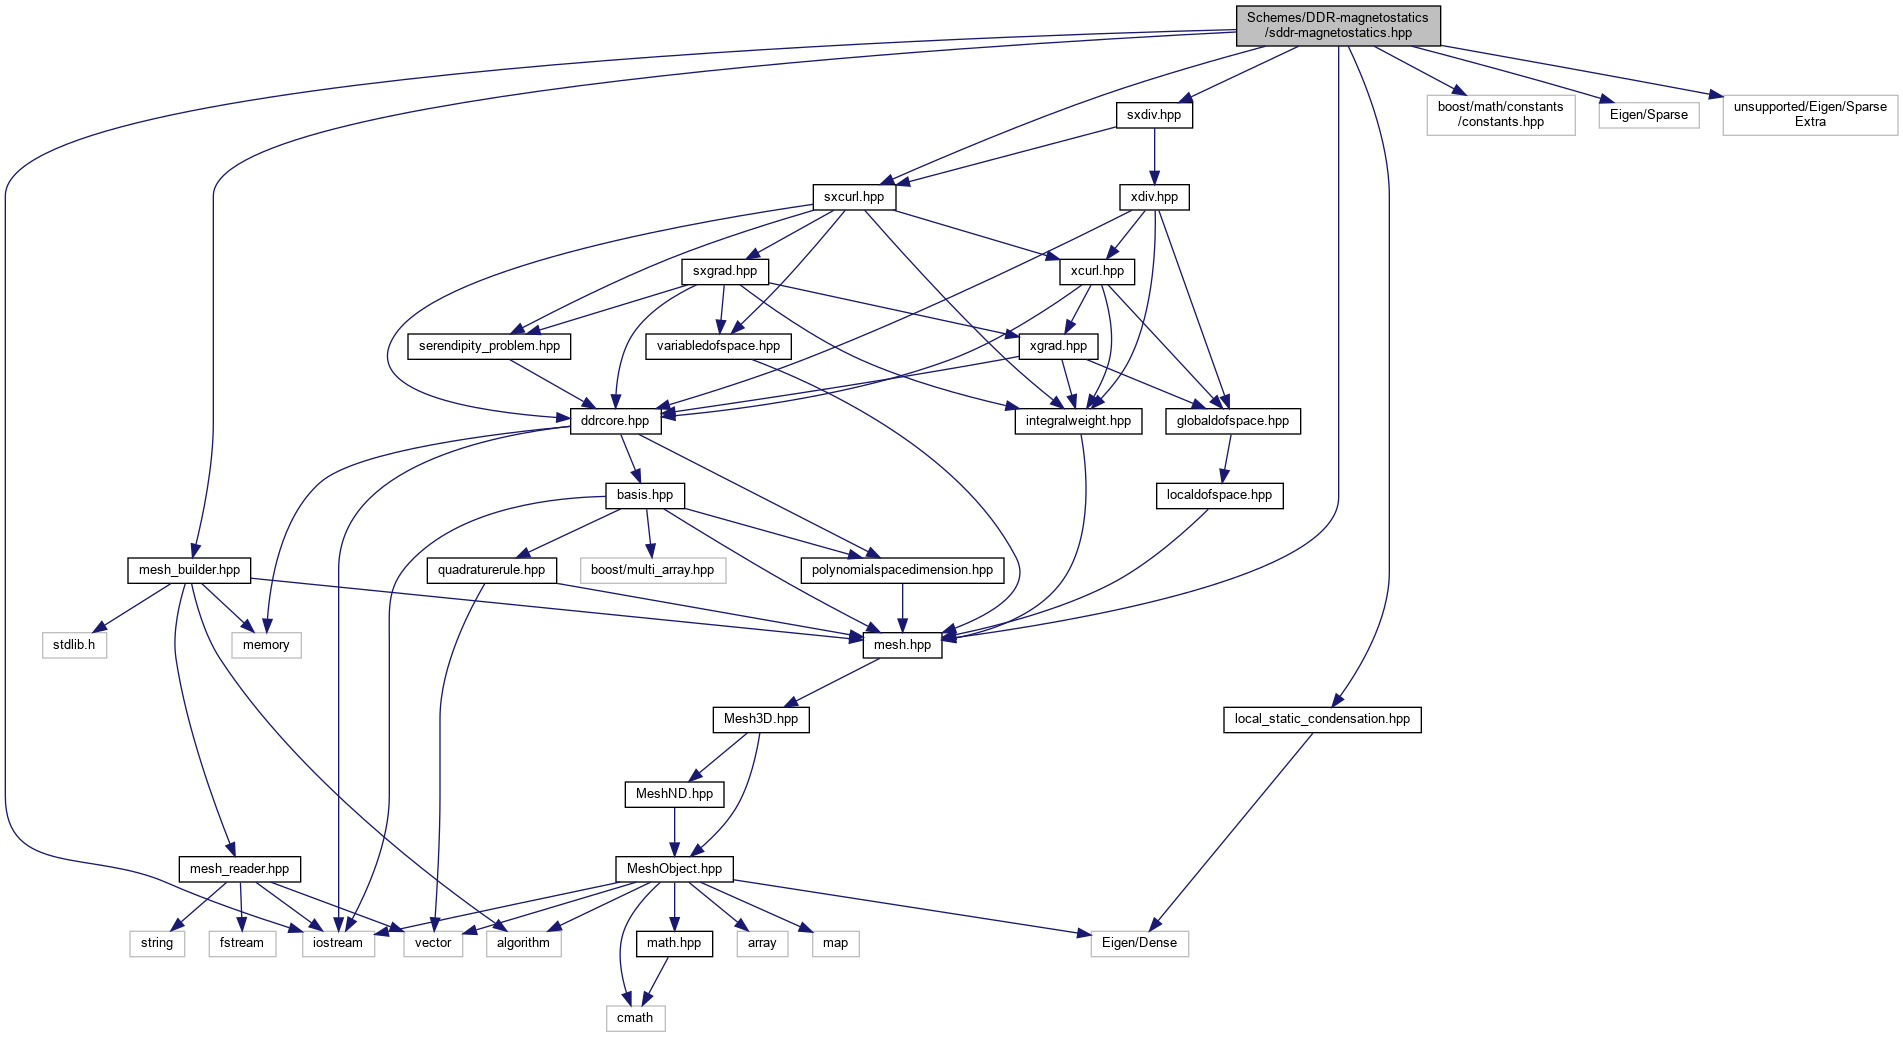 Schemes/DDR-magnetostatics
/sddr-magnetostatics.hpp
sxdiv.hpp
boost/math/constants
/constants.hpp
Eigen/Sparse
unsupported/Eigen/Sparse
Extra
sxcurl.hpp
xdiv.hpp
sxgrad.hpp
xcurl.hpp
serendipity_problem.hpp
variabledofspace.hpp
xgrad.hpp
ddrcore.hpp
integralweight.hpp
globaldofspace.hpp
basis.hpp
localdofspace.hpp
mesh_builder.hpp
quadraturerule.hpp
boost/multi_array.hpp
polynomialspacedimension.hpp
stdlib.h
memory
mesh.hpp
Mesh3D.hpp
local_static_condensation.hpp
MeshND.hpp
mesh_reader.hpp
MeshObject.hpp
string
fstream
iostream
vector
algorithm
math.hpp
array
map
Eigen/Dense
cmath